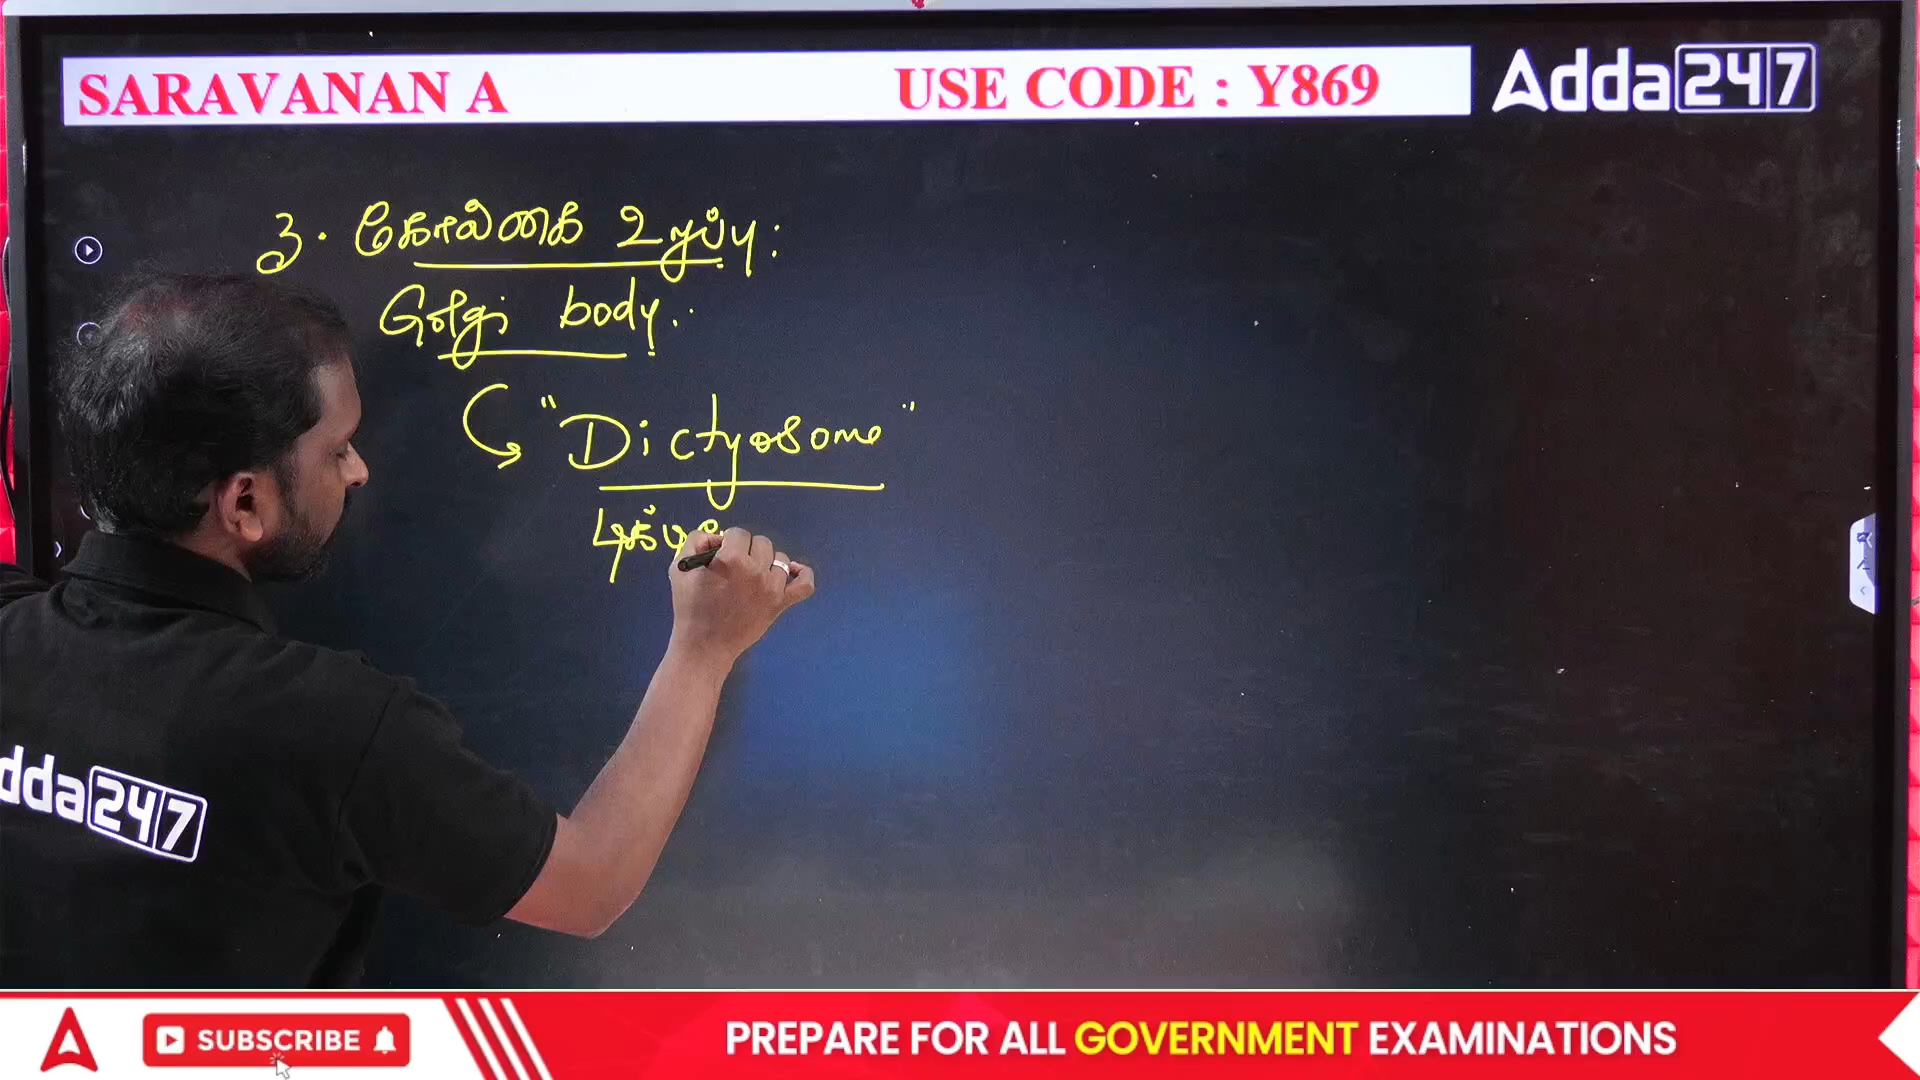 SARAVANAN A USE CODE : Y869 Adda247
3. கோல்கை உறுப்பு:
Golgi body.
"Dictyosome"
டிக்டி
dda247
SUBSCRIBE PREPARE FOR ALL GOVERNMENT EXAMINATIONS